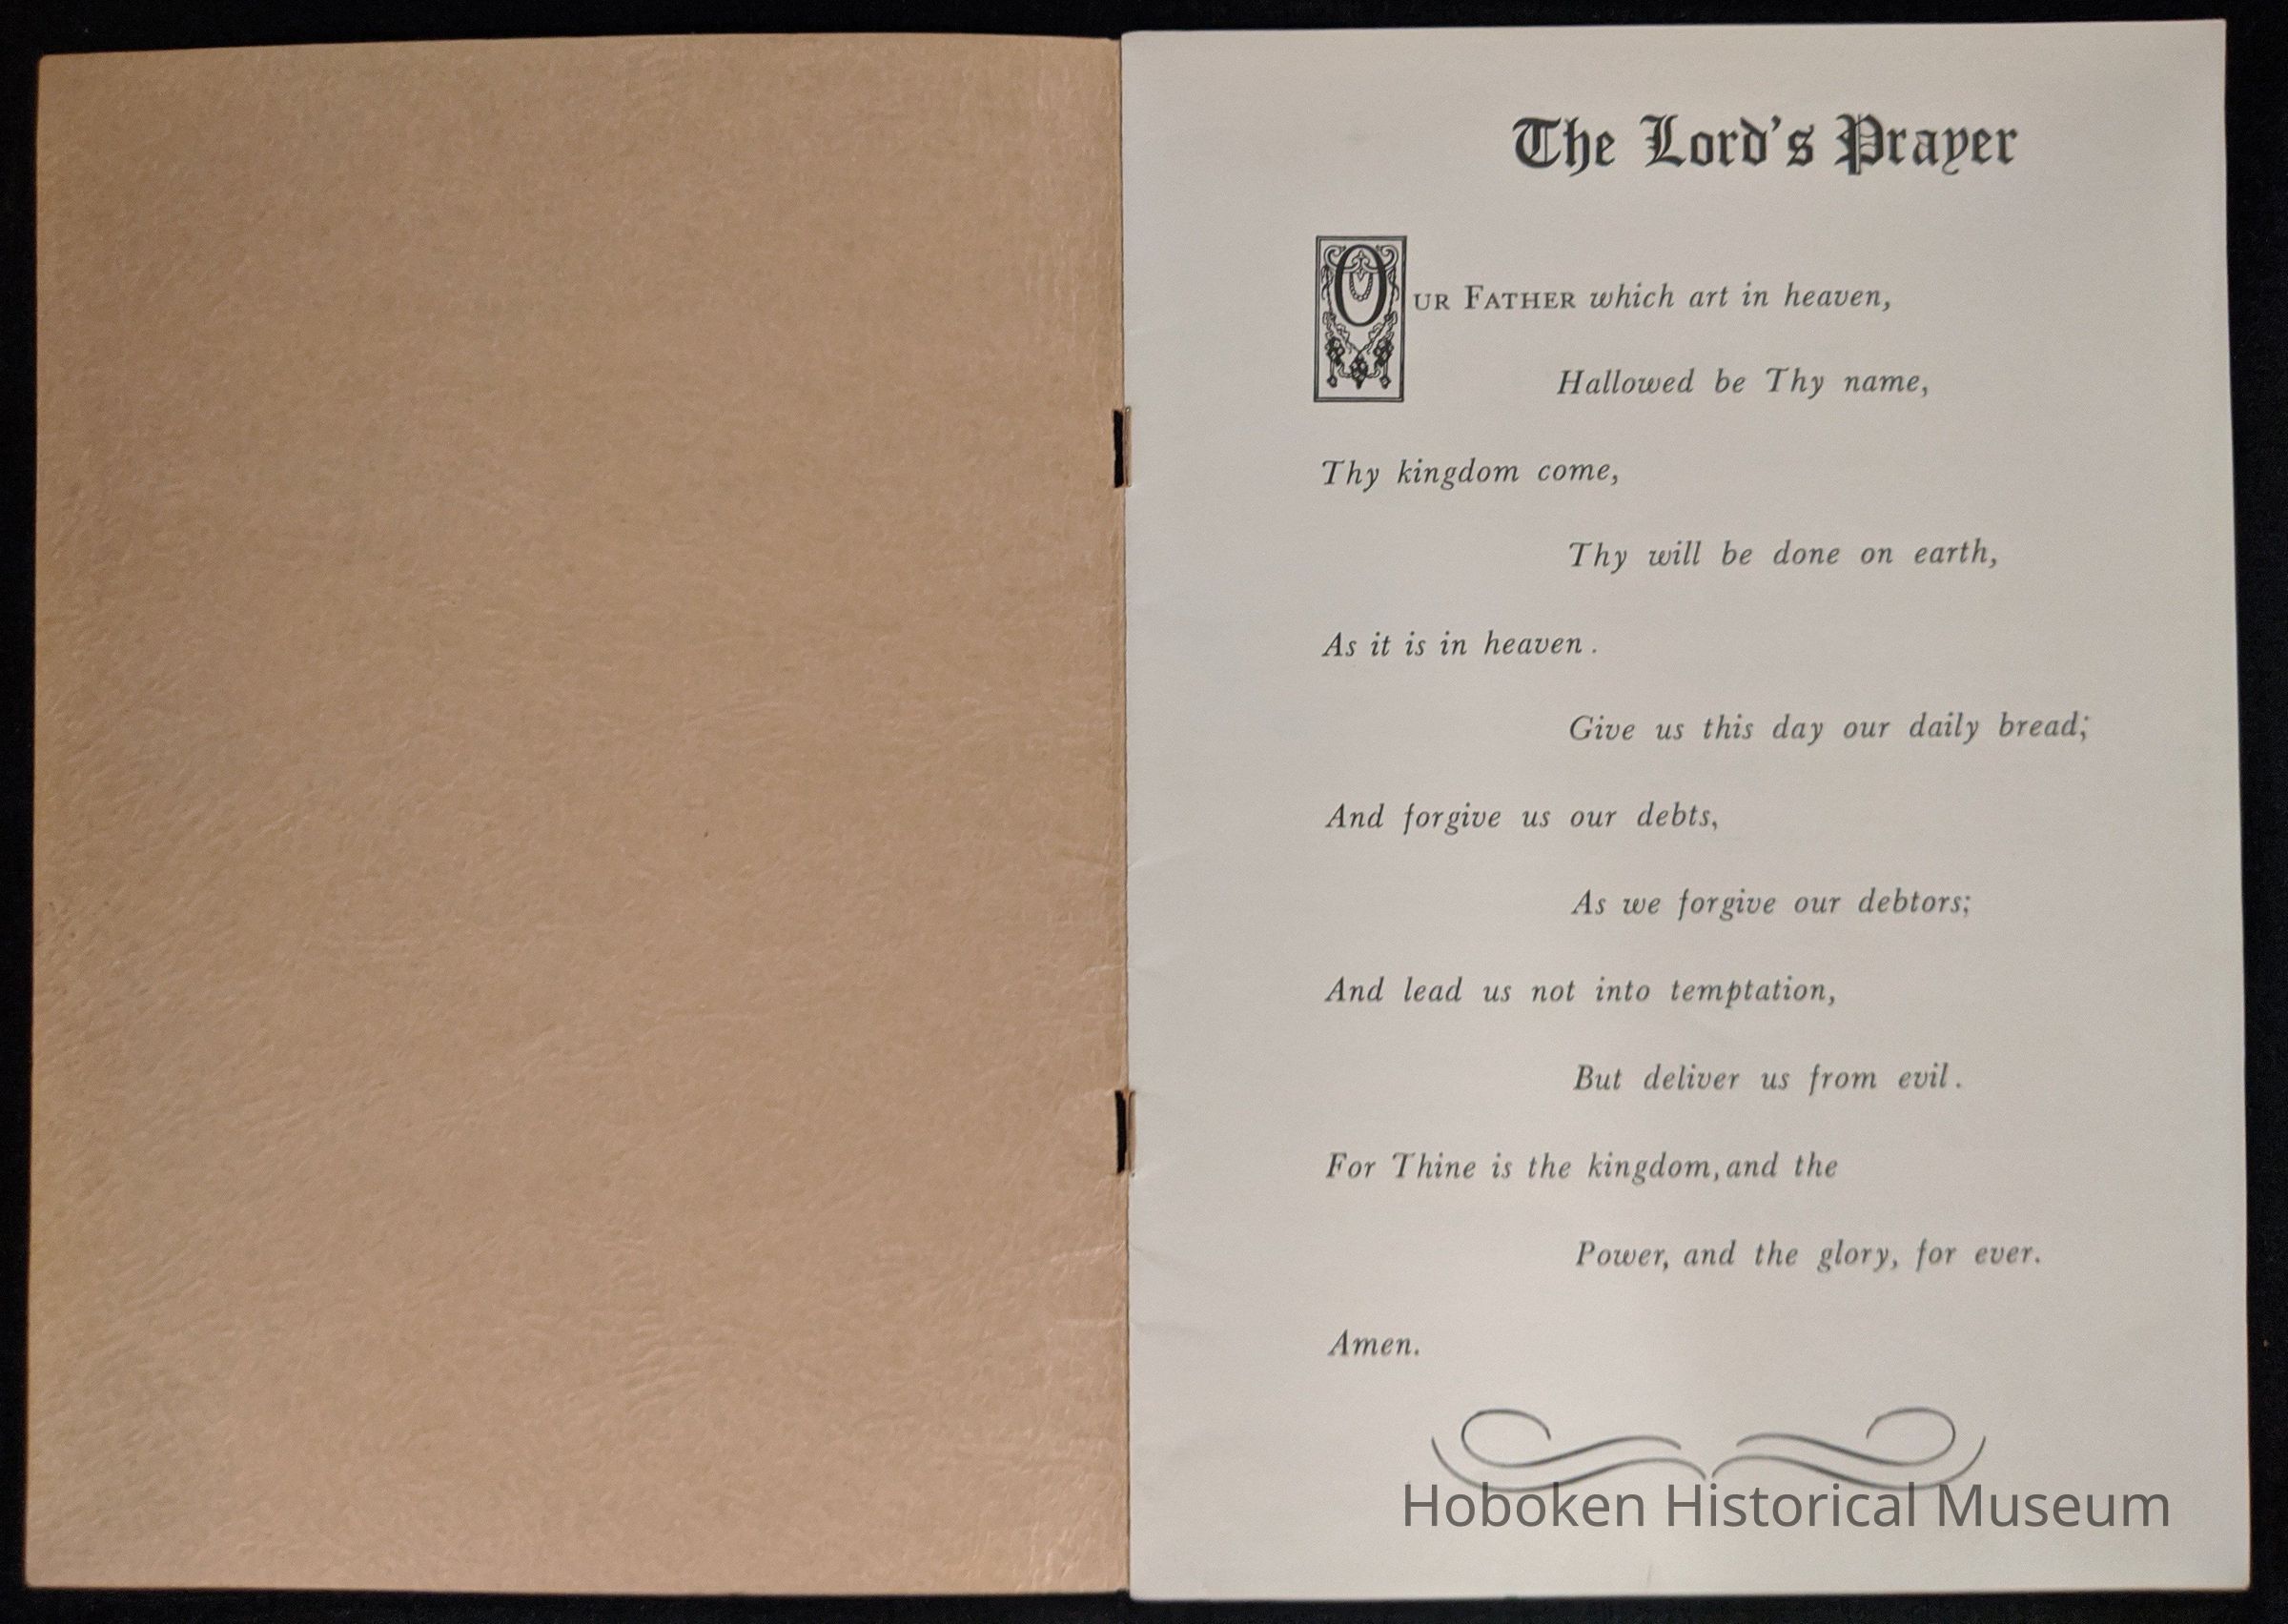 The Lord's Prayer
OUR FATHER which art in heaven,
Hallowed be Thy name,
Thy kingdom come,
Thy will be done on earth,
As it is in heaven.
Give us this day our daily bread;
And forgive us our debts,
As we forgive our debtors;
And lead us not into temptation,
But deliver us from evil.
For Thine is the kingdom, and the
Power, and the glory, for ever.
Amen.
Hoboken Historical Museum